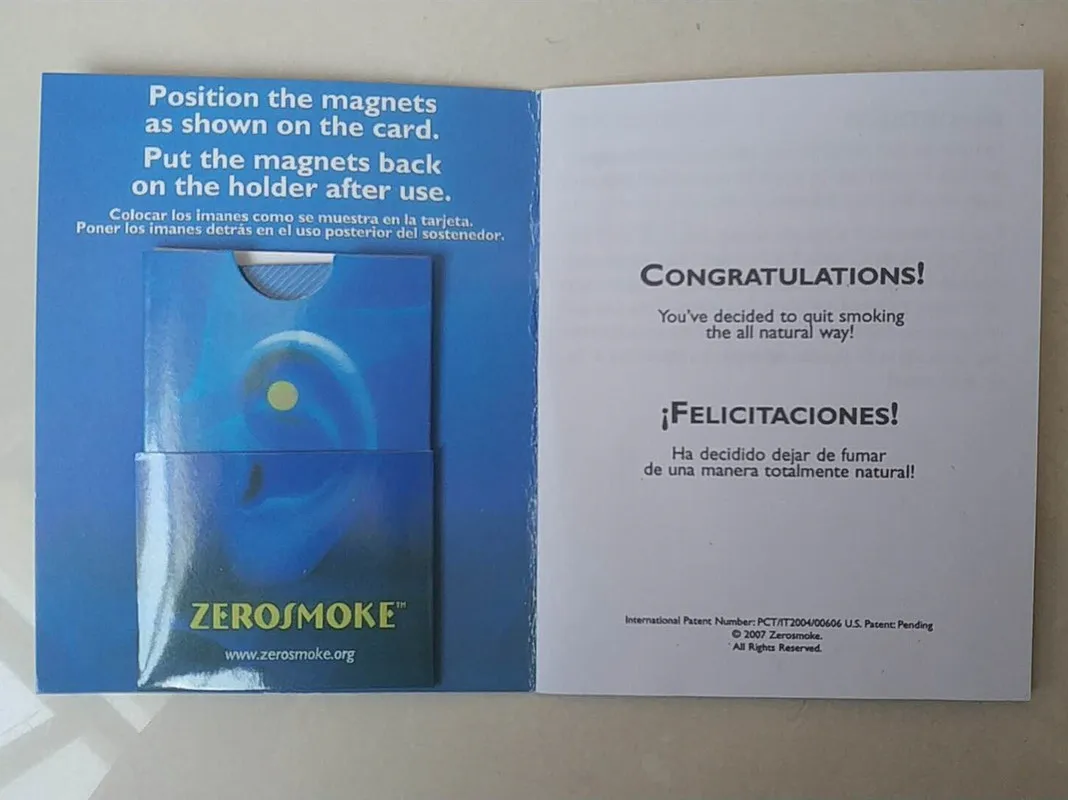 Position the magnets
as shown on the card.
Put the magnets back
on the holder after use.
Colocar los imanes como se muestra en la tarjeta.
Poner los imanes detrás en el uso posterior del sostenedor.
ZEROSMOKE™
www.zerosmoke.org
CONGRATULATIONS!
You've decided to quit smoking
the all natural way!
¡FELICITACIONES!
Ha decidido dejar de fumar
de una manera totalmente natural!
International Patent Number: PCT/IT2004/00606 U.S. Patent: Pending
© 2007 Zerosmoke.
All Rights Reserved.